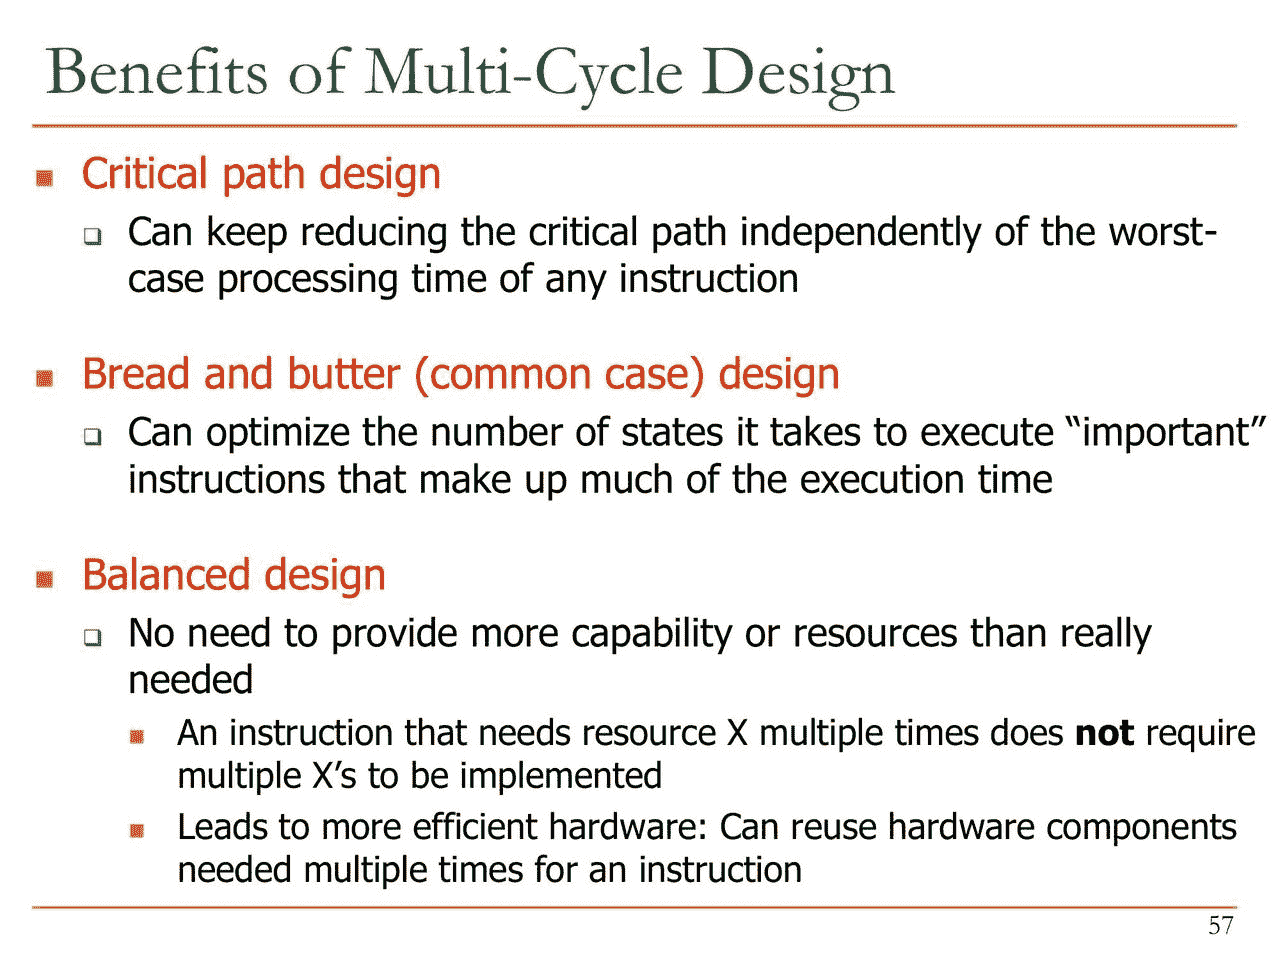 Benefits of Multi-Cycle Design
Critical path design
Can keep reducing the critical path independently of the worst-
case processing time of any instruction
Bread and butter (common case) design
Can optimize the number of states it takes to execute “important”
instructions that make up much of the execution time
Balanced design
No need to provide more capability or resources than really
needed
An instruction that needs resource X multiple times does not require
multiple X’s to be implemented
Leads to more efficient hardware: Can reuse hardware components
needed multiple times for an instruction
57